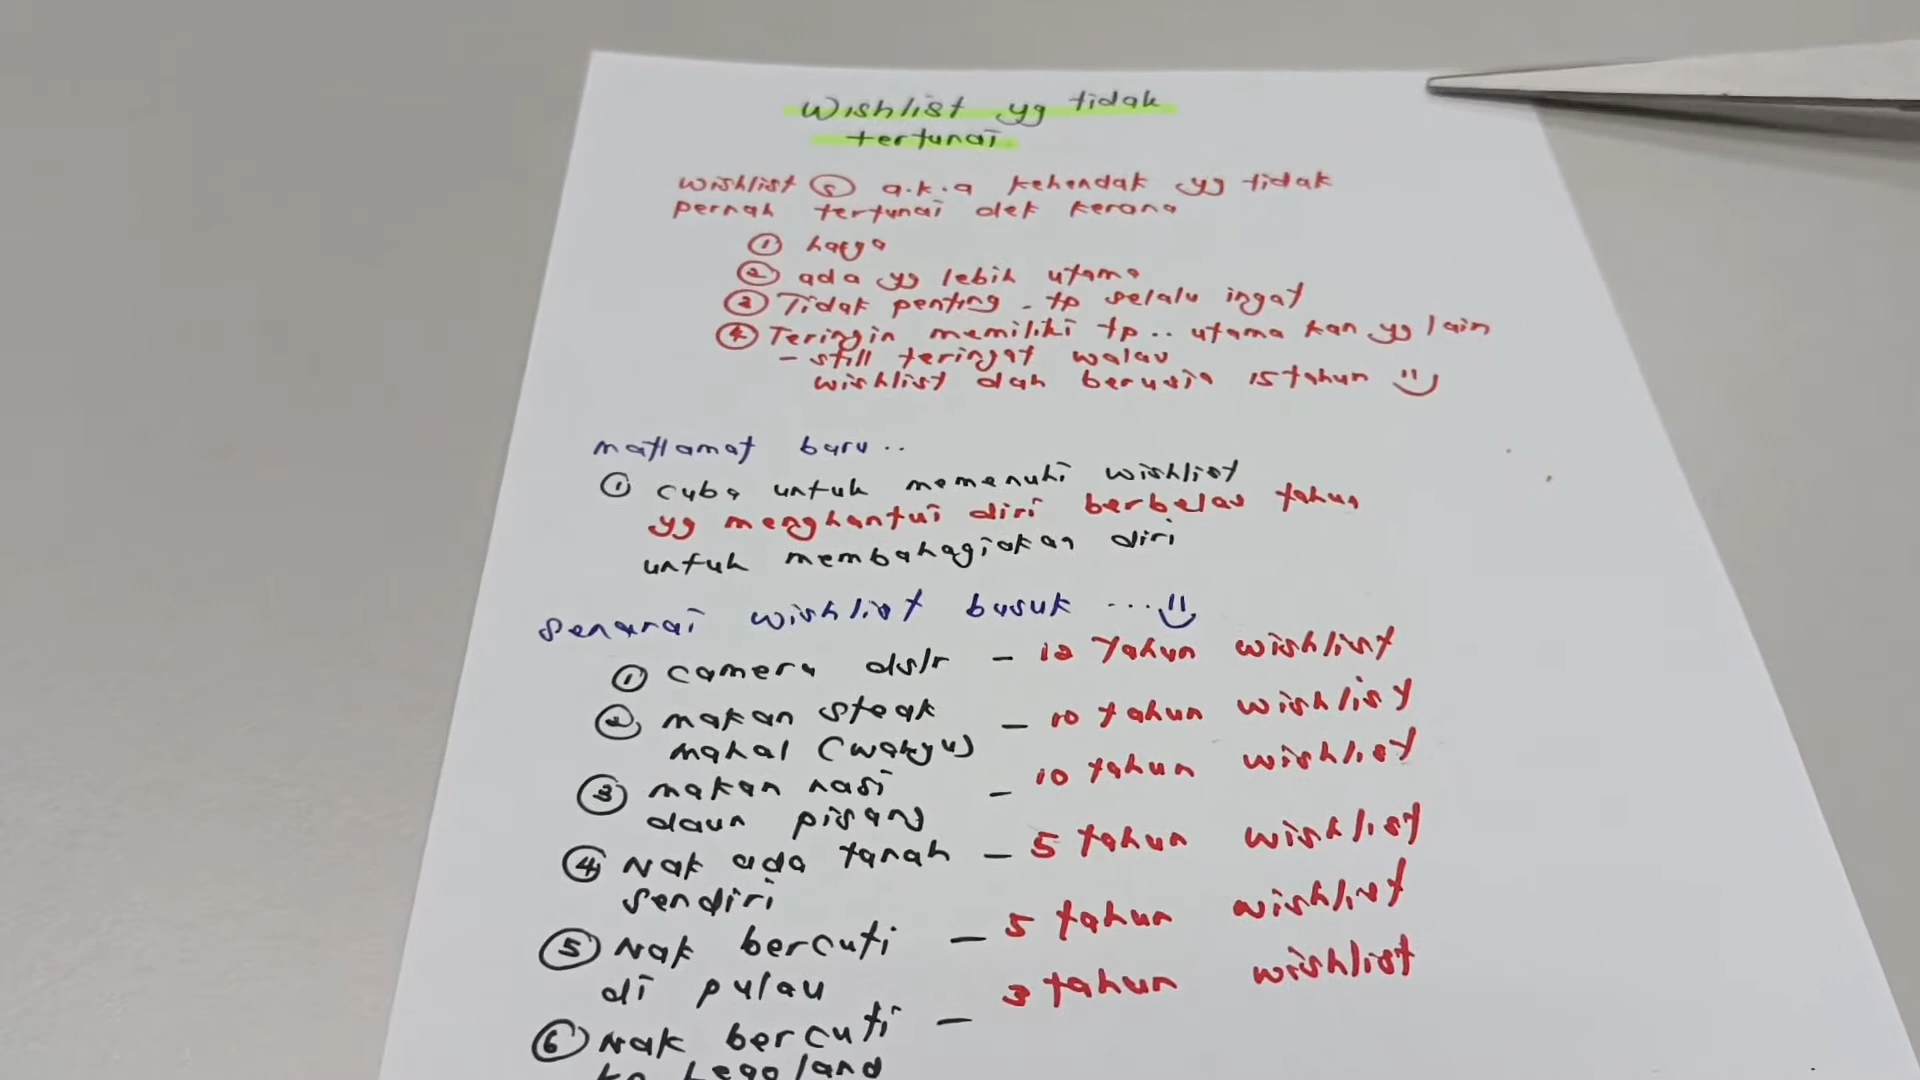 Wishlist yg tidak
tertunai
wishlist (s) a.k.a kehendak yg tidak
pernah tertunai dek kerana
① harga
② ada yg lebih utama
③ Tidak penting - tp selalu ingat
④ Teringin memiliki tp.. utama kan yg lain
- still teringat walau
wishlist dah berusia 15 tahun
matlamat baru..
① cuba untuk memenuhi wishlist
yg menghantui diri berbelas tahun
untuk membahagiakan diri
senarai wishlist busuk ...
① camera dslr - 12 tahun wishlist
② makan steak - 10 tahun wishlist
mahal (wagyu)
③ makan nasi - 10 tahun wishlist
daun pisang
④ Nak ada tanah - 5 tahun wishlist
sendiri
⑤ Nak bercuti - 5 tahun wishlist
di pulau
⑥ Nak bercuti - 3 tahun wishlist
ke Legoland